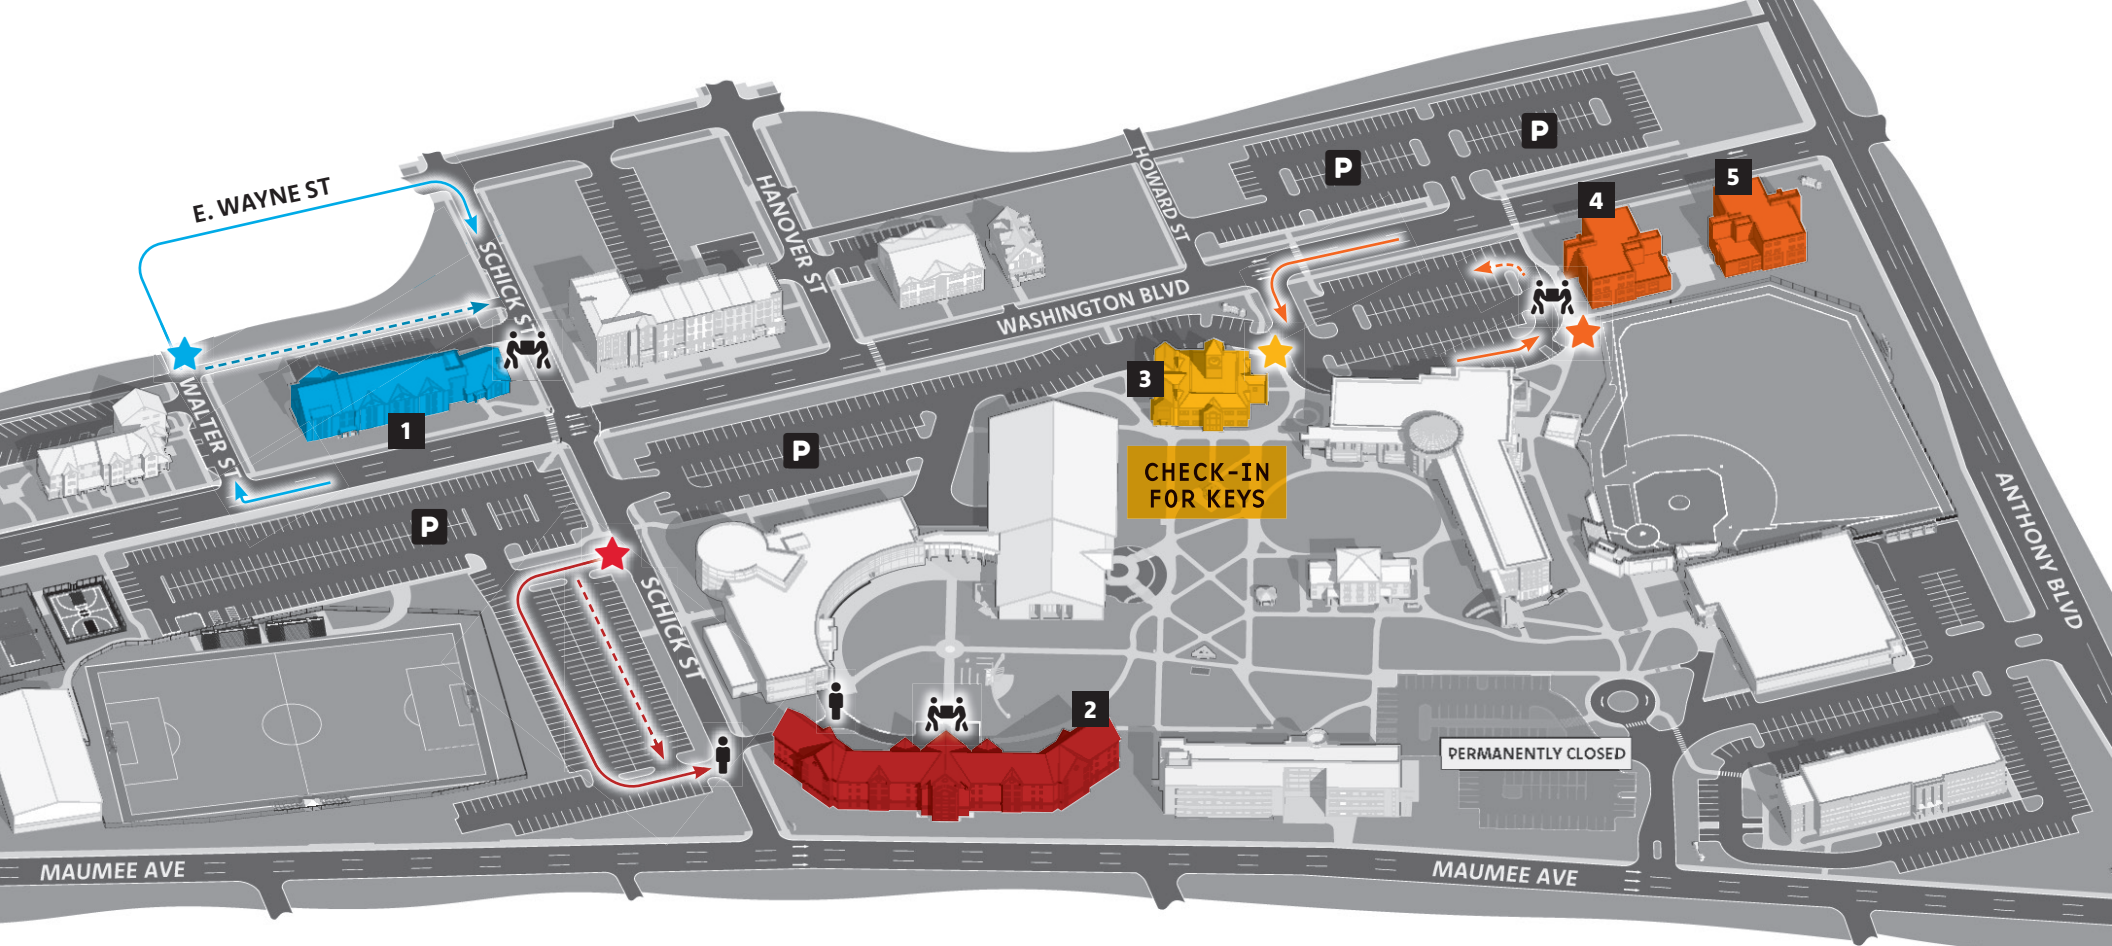 P
P
HOWARD ST
5
4
E. WAYNE ST
HANOVER ST
SCHICK ST
WASHINGTON BLVD
3
WALTER ST
1
P
CHECK-IN
FOR KEYS
P
ANTHONY BLVD
SCHICK ST
2
PERMANENTLY CLOSED
MAUMEE AVE
MAUMEE AVE